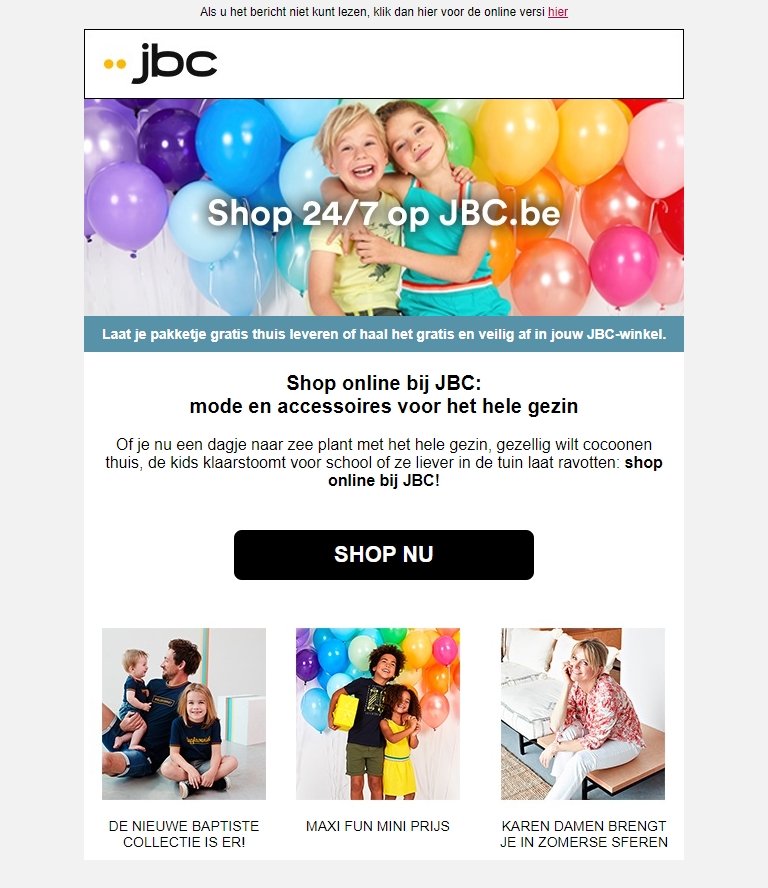 Als u het bericht niet kunt lezen, klik dan hier voor de online versi hier
jbc
Shop 24/7 op JBC.be
Laat je pakketje gratis thuis leveren of haal het gratis en veilig af in jouw JBC-winkel.
Shop online bij JBC:
mode en accessoires voor het hele gezin
Of je nu een dagje naar zee plant met het hele gezin, gezellig wilt cocoonen
thuis, de kids klaarstoomt voor school of ze liever in de tuin laat ravotten: shop
online bij JBC!
SHOP NU
DE NIEUWE BAPTISTE
COLLECTIE IS ER!
MAXI FUN MINI PRIJS
KAREN DAMEN BRENGT
JE IN ZOMERSE SFEREN